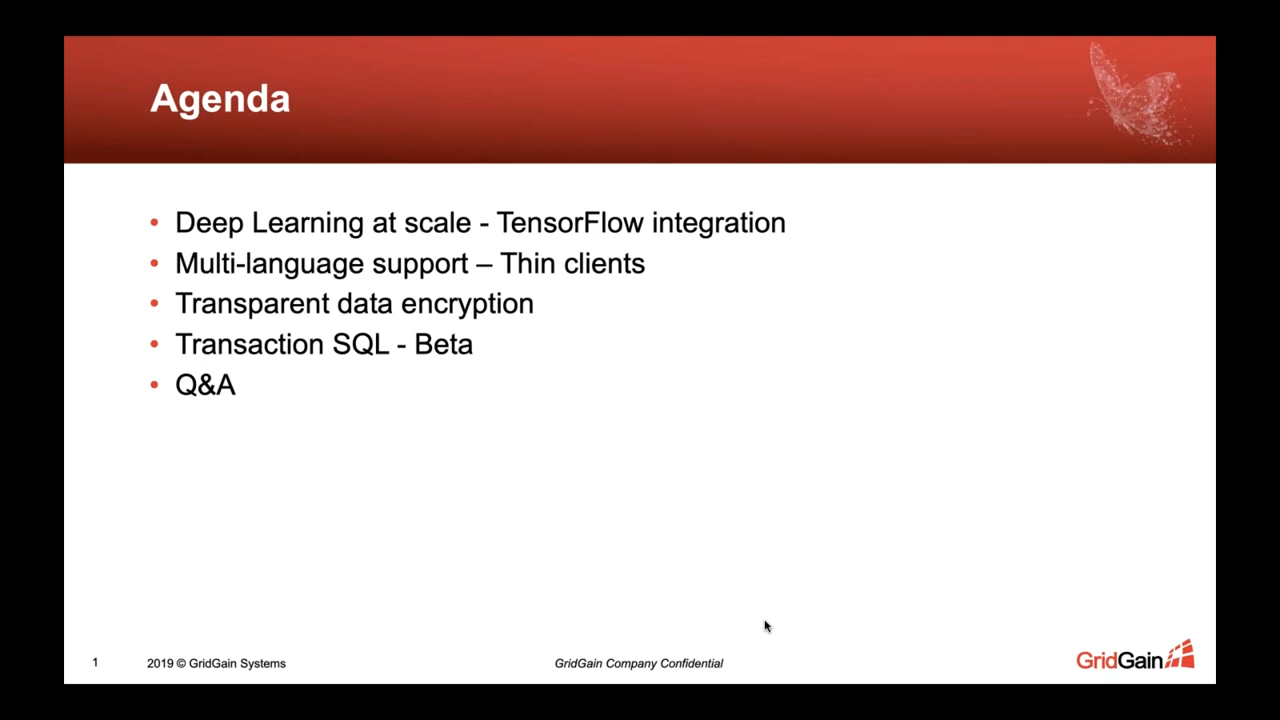 Agenda
• Deep Learning at scale - TensorFlow integration
• Multi-language support – Thin clients
• Transparent data encryption
• Transaction SQL - Beta
• Q&A
1 2019 © GridGain Systems GridGain Company Confidential GridGain